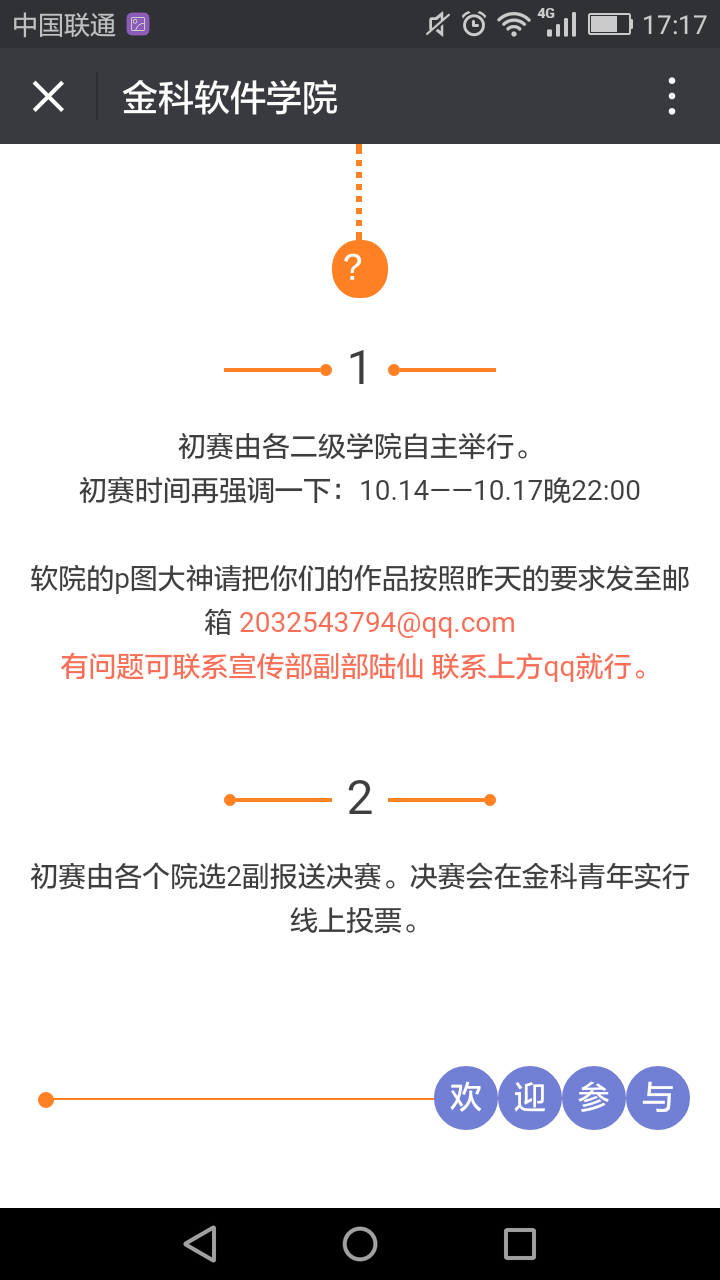 中国联通
4G
17:17
金科软件学院
?
1
初赛由各二级学院自主举行。
初赛时间再强调一下：10.14——10.17晚22:00
软院的p图大神请把你们的作品按照昨天的要求发至邮
箱 2032543794@qq.com
有问题可联系宣传部副部陆仙 联系上方qq就行。
2
初赛由各个院选2副报送决赛。决赛会在金科青年实行
线上投票。
欢迎参与